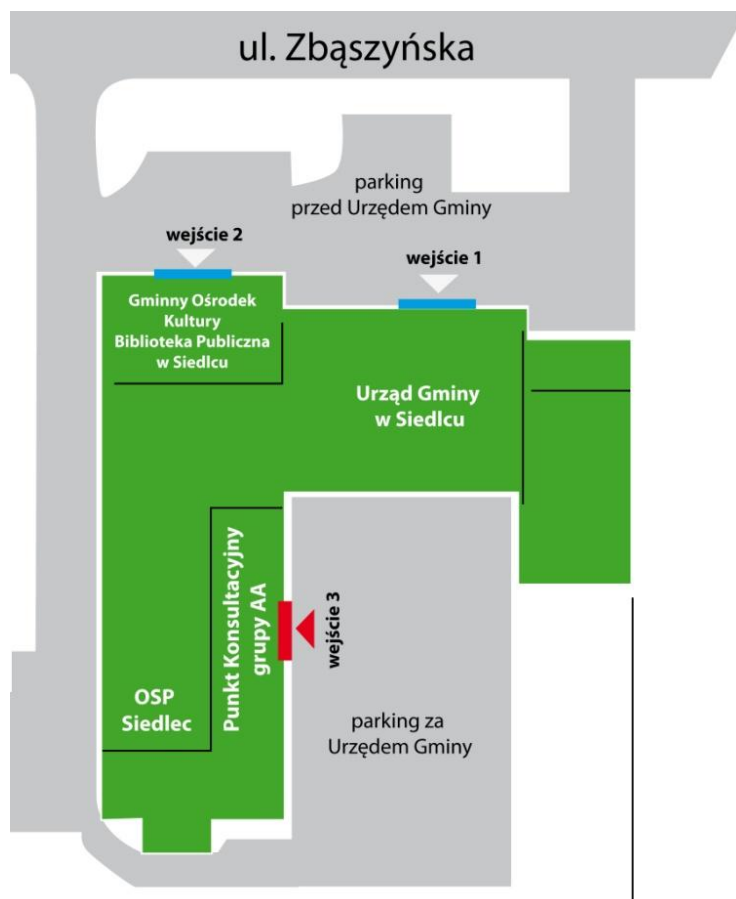 ul. Zbąszyńska
parking
przed Urzędem Gminy
wejście 2
wejście 1
Gminny Ośrodek
Kultury
Biblioteka Publiczna
w Siedlcu
Urząd Gminy
w Siedlcu
Punkt Konsultacyjny
grupy AA
wejście 3
OSP
Siedlec
parking za
Urzędem Gminy